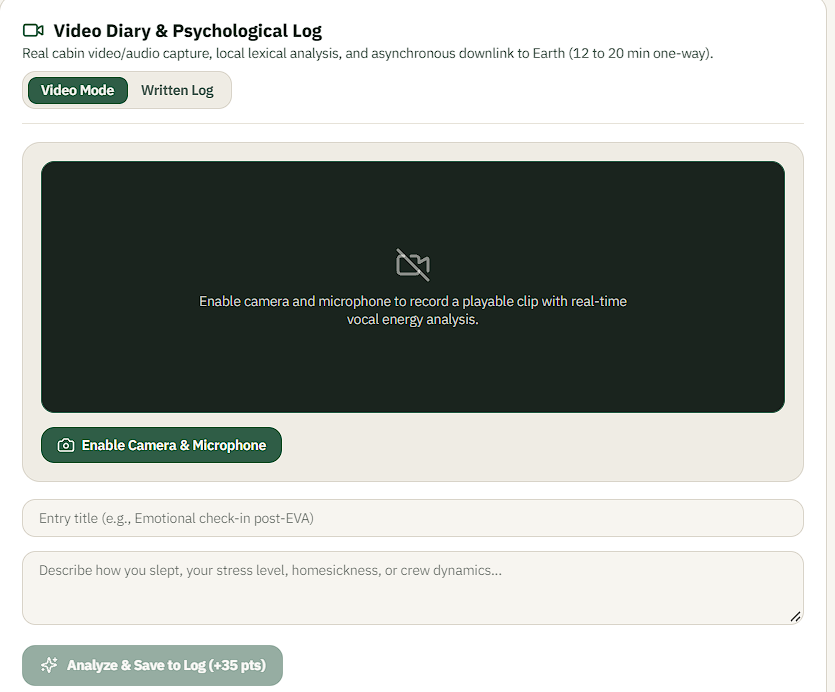 Video Diary & Psychological Log
Real cabin video/audio capture, local lexical analysis, and asynchronous downlink to Earth (12 to 20 min one-way).
Video Mode Written Log
Enable camera and microphone to record a playable clip with real-time
vocal energy analysis.
Enable Camera & Microphone
Entry title (e.g., Emotional check-in post-EVA)
Describe how you slept, your stress level, homesickness, or crew dynamics...
Analyze & Save to Log (+35 pts)